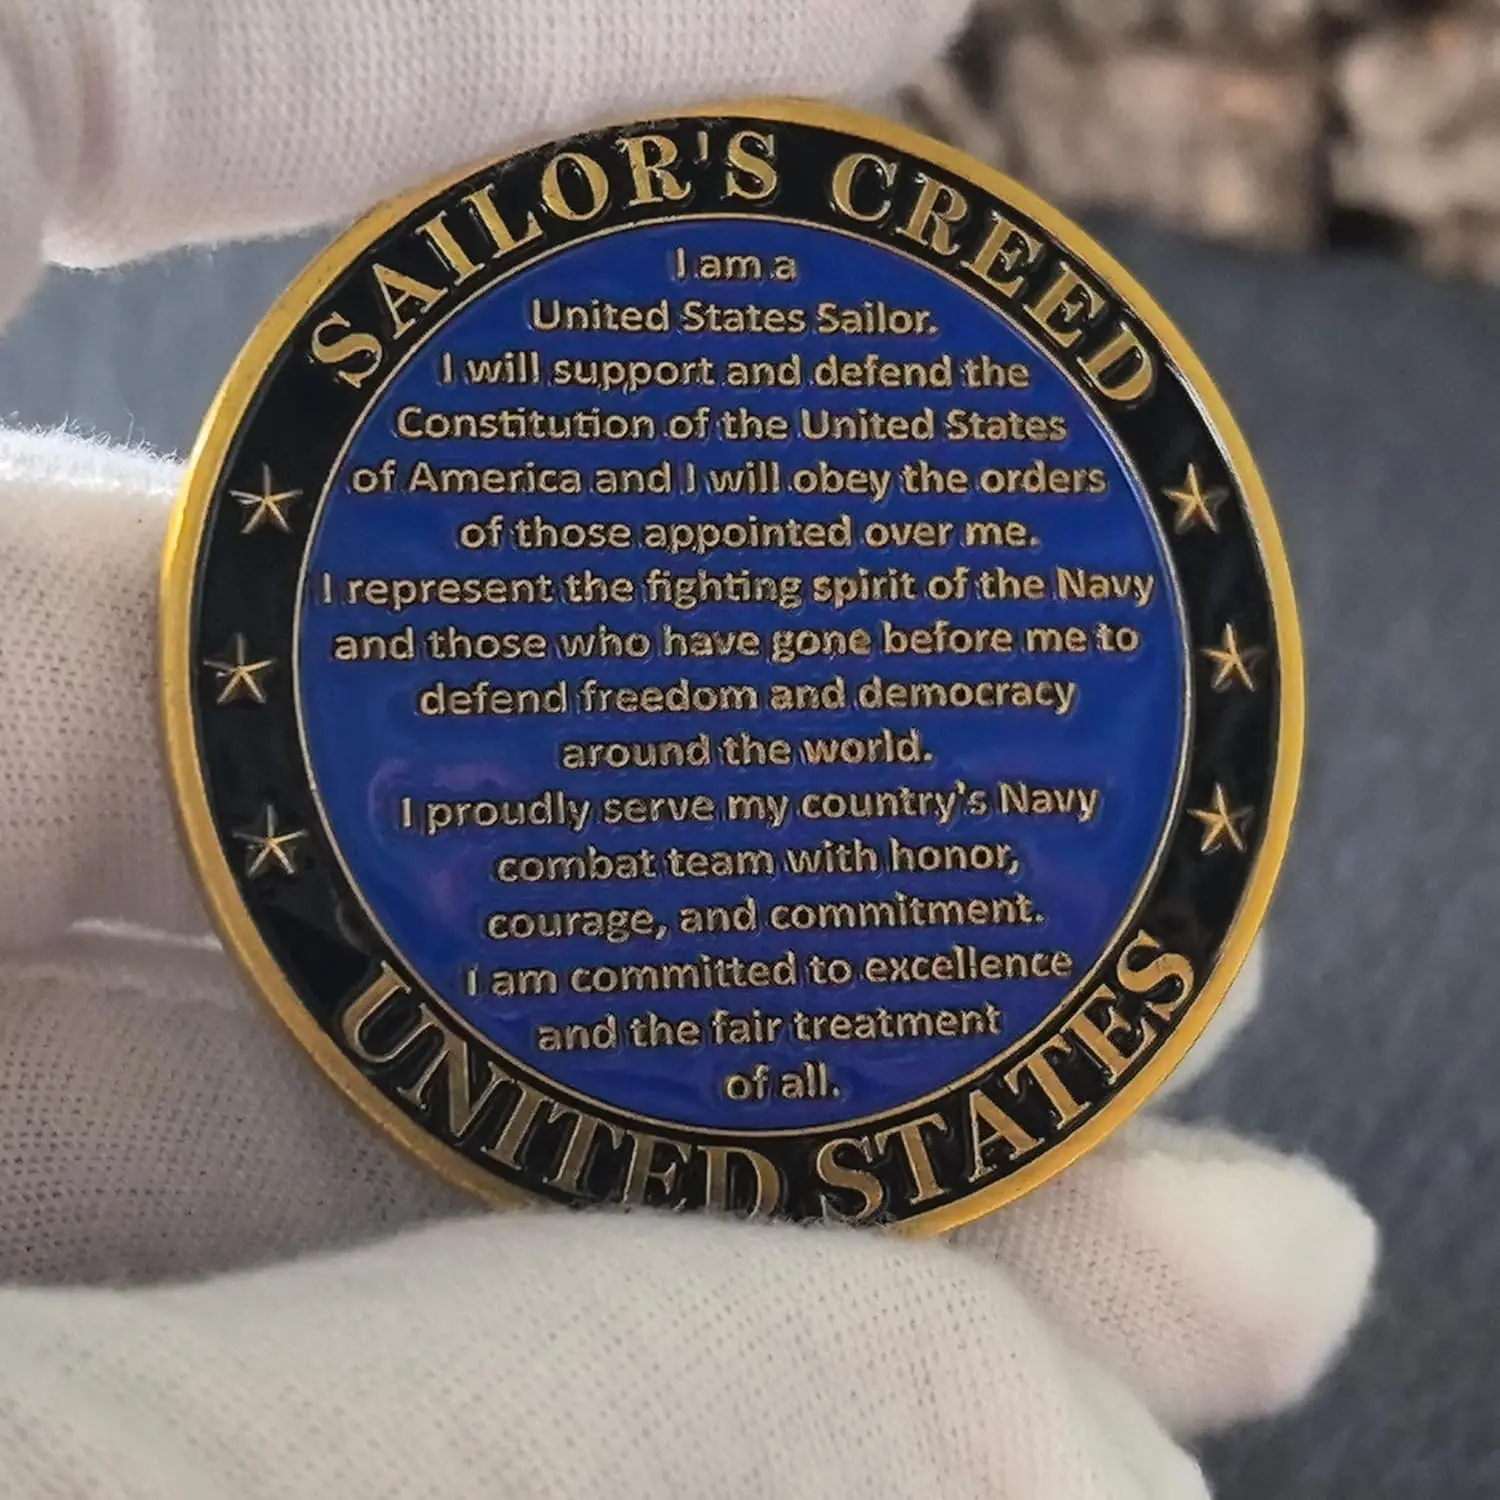 SAILOR'S CREED
I am a
United States Sailor.
I will support and defend the
Constitution of the United States
of America and I will obey the orders
of those appointed over me.
I represent the fighting spirit of the Navy
and those who have gone before me to
defend freedom and democracy
around the world.
I proudly serve my country's Navy
combat team with honor,
courage, and commitment.
I am committed to excellence
and the fair treatment
of all.
UNITED STATES